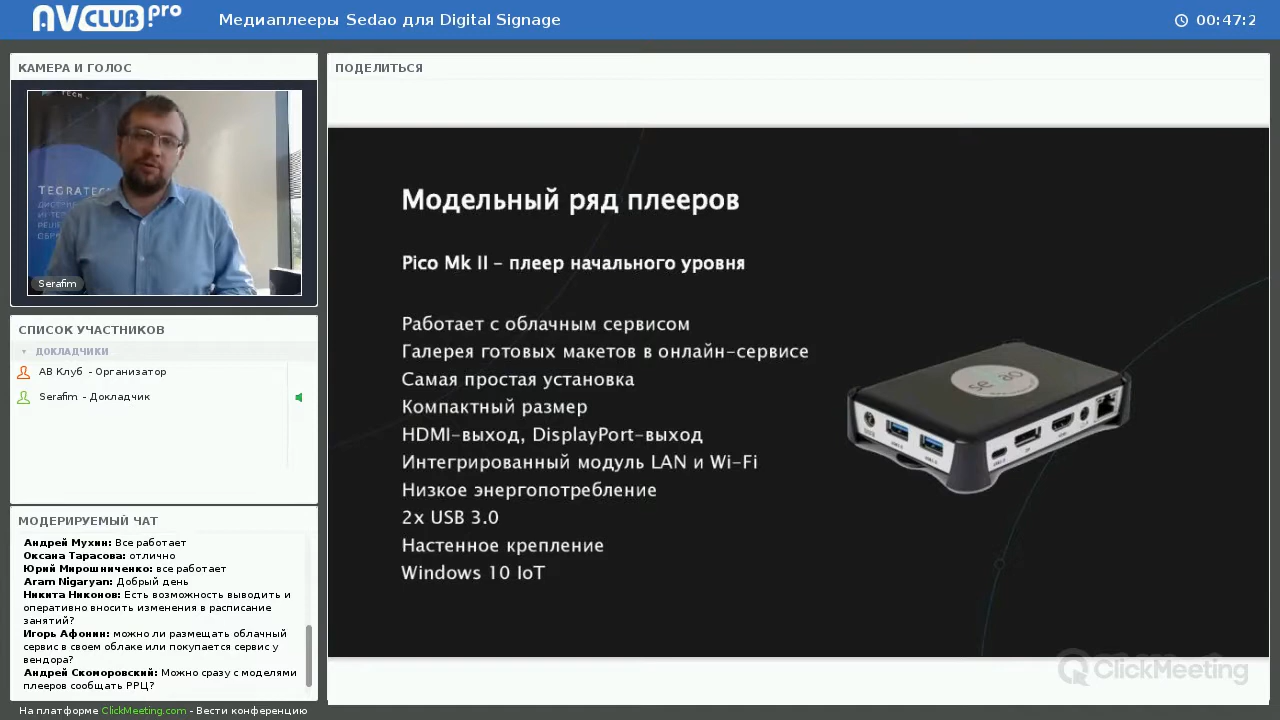 AVCLUB.pro
Медиаплееры Sedao для Digital Signage
00:47:2
КАМЕРА И ГОЛОС
TECH
TEGRATEC
Serafim
СПИСОК УЧАСТНИКОВ
ДОКЛАДЧИКИ
АВ Клуб - Организатор
Serafim - Докладчик
МОДЕРИРУЕМЫЙ ЧАТ
Андрей Мухин: Все работает
Оксана Тарасова: отлично
Юрий Мирошниченко: все работает
Aram Nigaryan: Добрый день
Никита Никонов: Есть возможность выводить и
оперативно вносить изменения в расписание
занятий?
Игорь Афонин: можно ли размещать облачный
сервис в своем облаке или покупается сервис у
вендора?
Андрей Скоморовский: Можно сразу с моделями
плееров сообщать РРЦ?
На платформе ClickMeeting.com - Вести конференцию
ПОДЕЛИТЬСЯ
Модельный ряд плееров
Pico Mk II – плеер начального уровня
Работает с облачным сервисом
Галерея готовых макетов в онлайн-сервисе
Самая простая установка
Компактный размер
HDMI-выход, DisplayPort-выход
Интегрированный модуль LAN и Wi-Fi
Низкое энергопотребление
2x USB 3.0
Настенное крепление
Windows 10 IoT
sedao
ClickMeeting